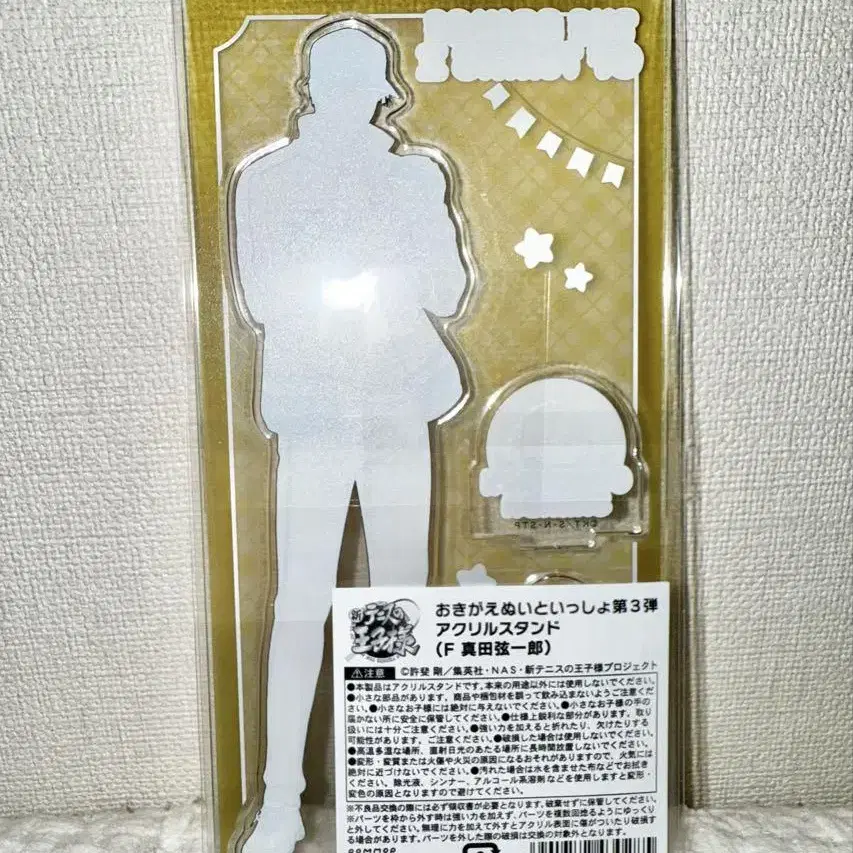 ©KT・S・N・STP
新テニスの
王子様
おきがえぬいといっしょ第3弾
アクリルスタンド
（F 真田弦一郎）
⚠注意 ©許斐 剛／集英社・NAS・新テニスの王子様プロジェクト
●本製品はアクリルスタンドです。本来の用途以外には使用しないでください。
●小さな部品があります。商品や梱包材を誤って飲み込まないようご注意くだ
さい。●小さなお子様には絶対に与えないでください。●小さなお子様の手の
届かない所に安全に保管してください。●仕様上鋭利な部分があります。取り
扱いには十分ご注意ください。●強い力を加えると折れたり、欠けたりする
可能性があります。ご注意ください。●破損した場合は使用しないでください。
●高温多湿な場所、直射日光のあたる場所に長時間放置しないでください。
●変形・変質または火傷や火災の原因になるおそれがありますので、火気には
絶対に近づけないでください。●汚れた場合は水を含ませた布などでお拭き
ください。除光液、シンナー、アルコール系溶剤などを使用しますと変形・
変色の原因となりますので避けてください。
※不良品交換の際には必ず領収書が必要となります。破棄せずに保管してください。
※パーツを枠から外す時は強い力を加えず、パーツを複数回捻るようにゆっくり
と外してください。無理に力を加えて外すとアクリル表面に傷がついたり破損
します。パーツを外した際の破損は交換の対象外となります。